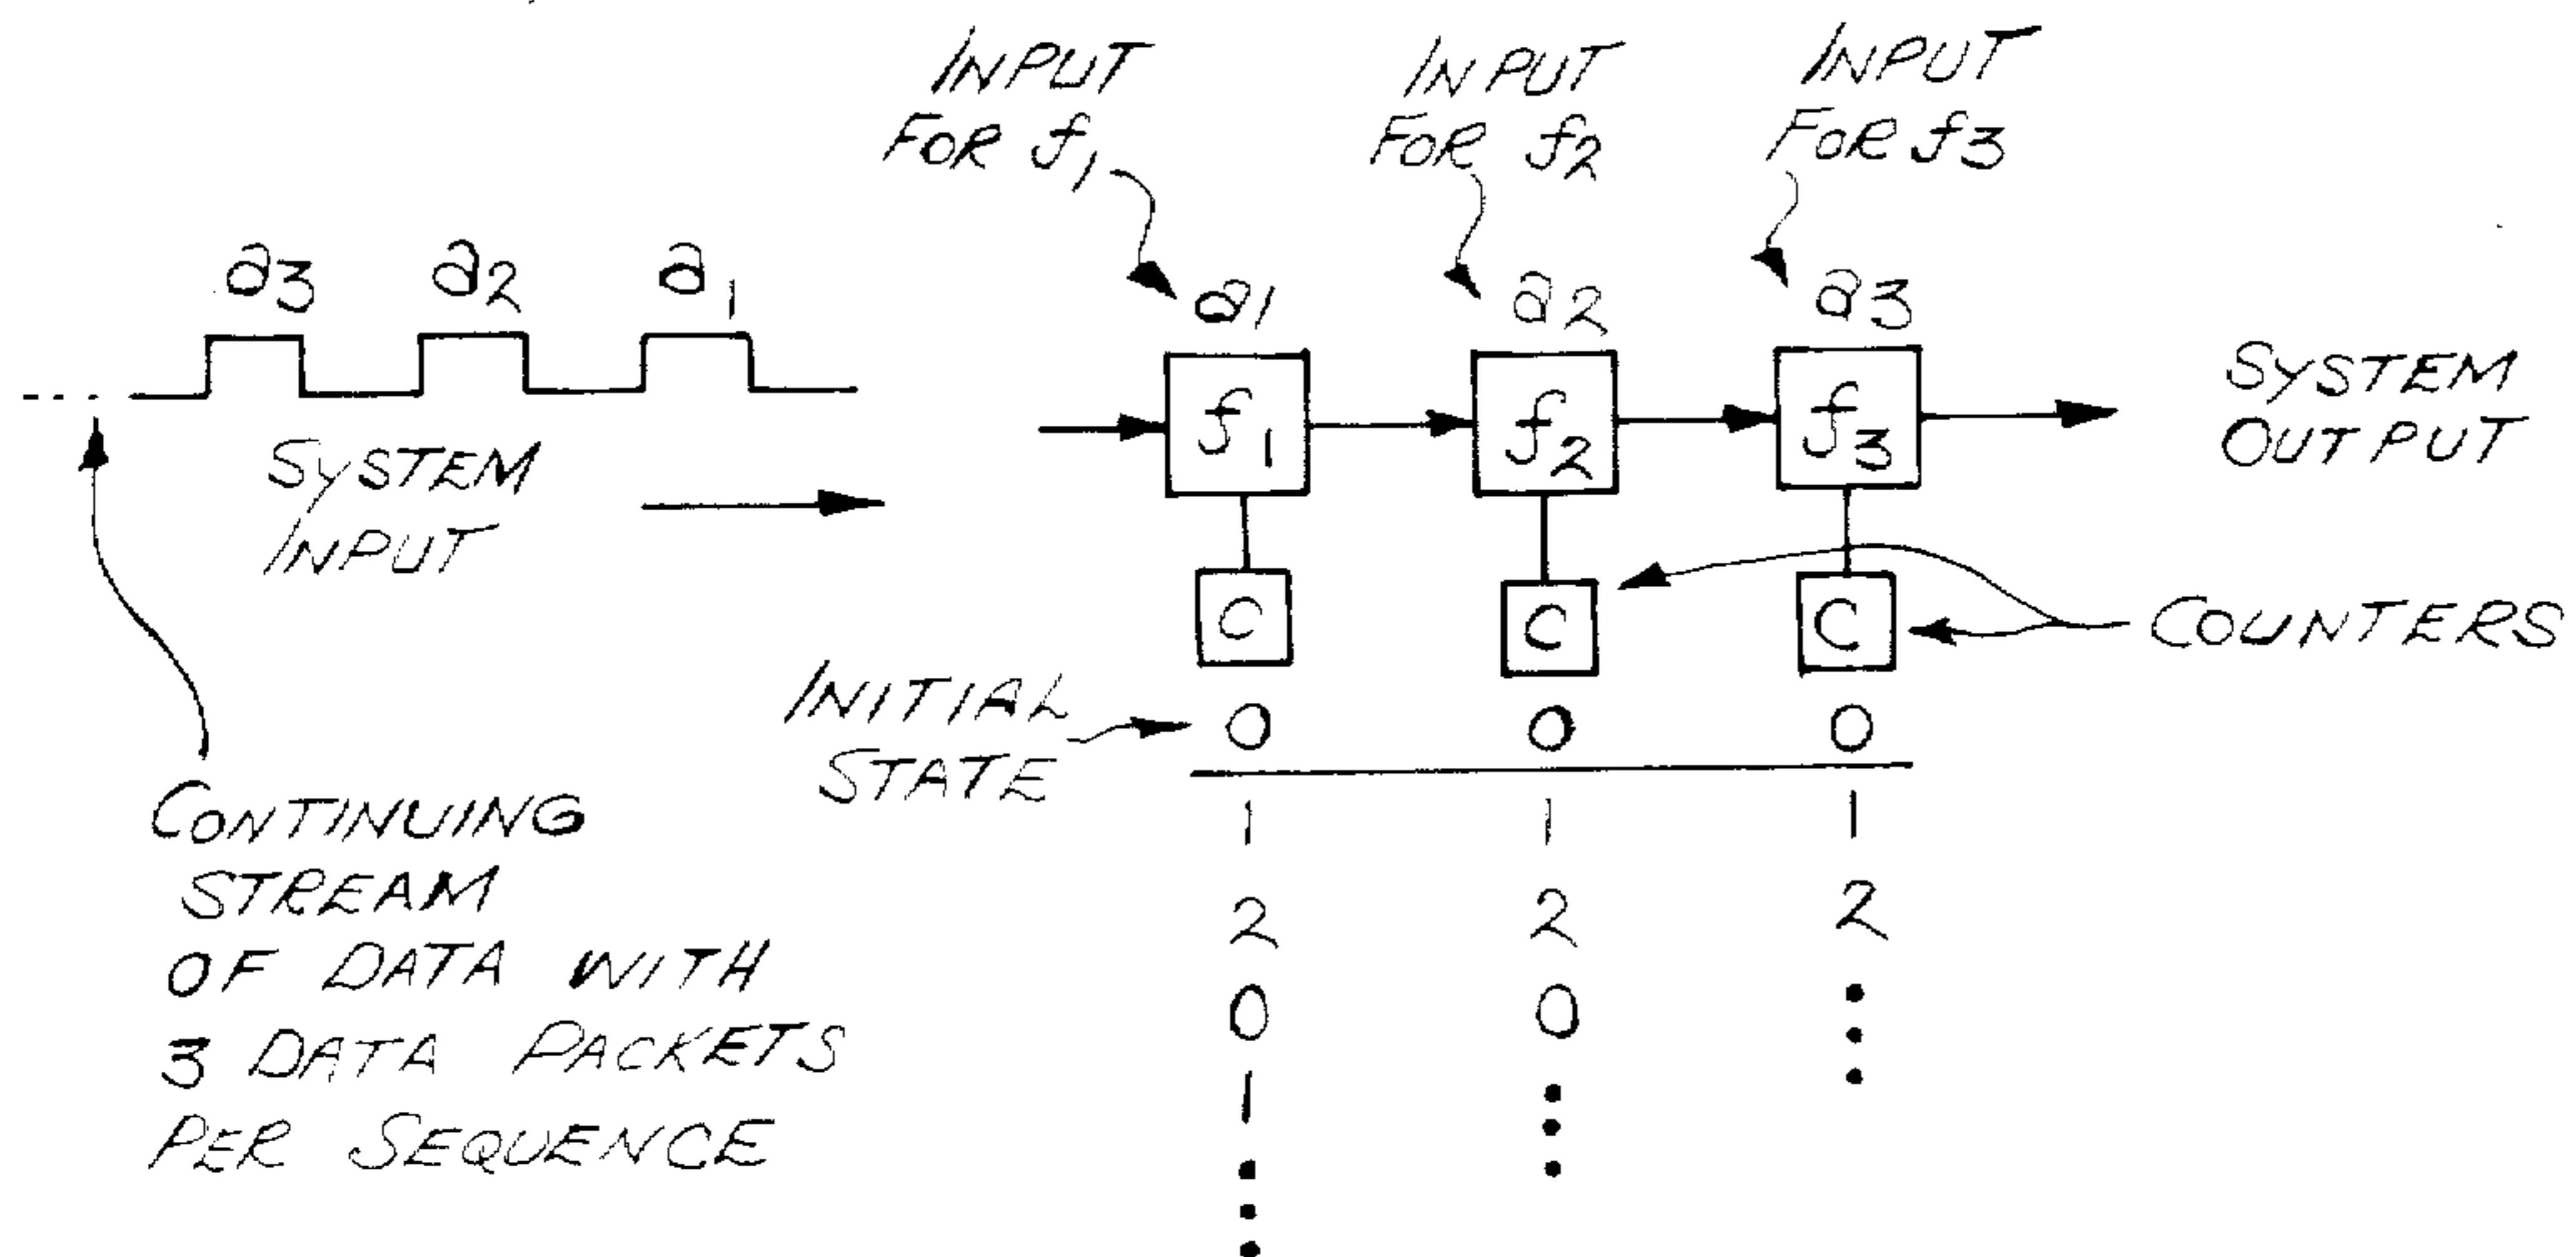 INPUT
FOR f1
INPUT
FOR f2
INPUT
FOR f3
a3 a2 a1
a1 a2 a3
f1 f2 f3
SYSTEM
INPUT
SYSTEM
OUTPUT
C C C
COUNTERS
INITIAL
STATE
0 0 0
1 1 1
2 2 2
0 0
1
CONTINUING
STREAM
OF DATA WITH
3 DATA PACKETS
PER SEQUENCE